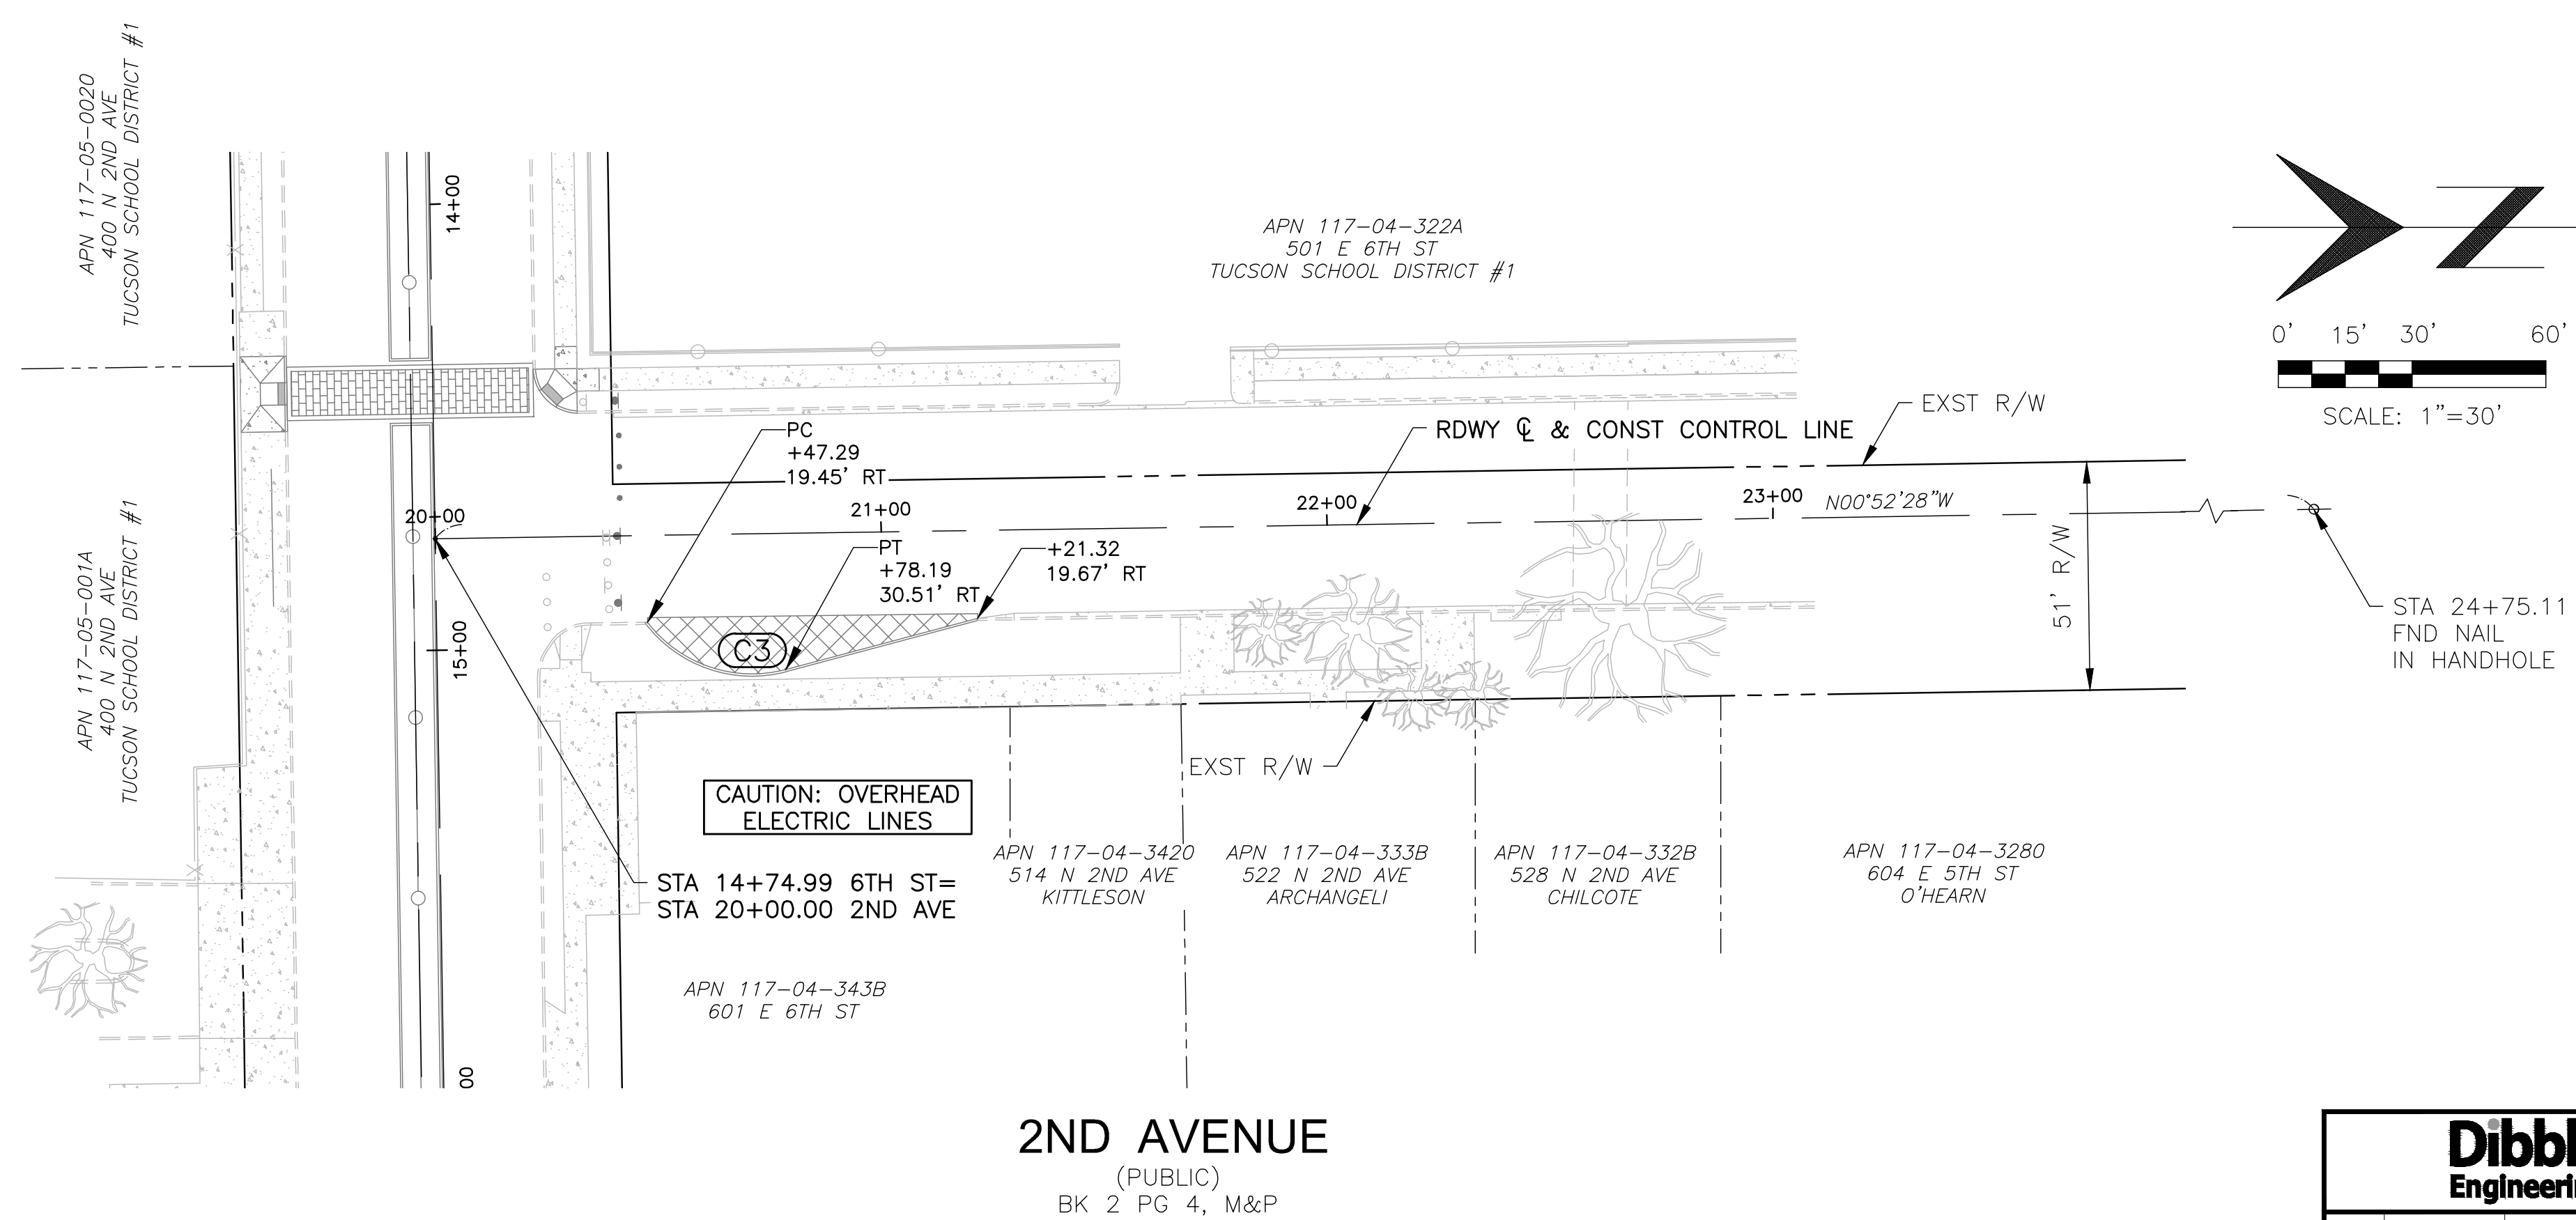 APN 117-05-0020
400 N 2ND AVE
TUCSON SCHOOL DISTRICT #1
14+00
APN 117-04-322A
501 E 6TH ST
TUCSON SCHOOL DISTRICT #1
0' 15' 30' 60'
SCALE: 1"=30'
EXST R/W
RDWY ℄ & CONST CONTROL LINE
PC
+47.29
19.45' RT
20+00
21+00
22+00
23+00
N00°52'28"W
51' R/W
PT
+78.19
30.51' RT
+21.32
19.67' RT
STA 24+75.11
FND NAIL
IN HANDHOLE
APN 117-05-001A
400 N 2ND AVE
TUCSON SCHOOL DISTRICT #1
15+00
C3
EXST R/W
CAUTION: OVERHEAD
ELECTRIC LINES
STA 14+74.99 6TH ST=
STA 20+00.00 2ND AVE
APN 117-04-3420
514 N 2ND AVE
KITTLESON
APN 117-04-333B
522 N 2ND AVE
ARCHANGELI
APN 117-04-332B
528 N 2ND AVE
CHILCOTE
APN 117-04-3280
604 E 5TH ST
O'HEARN
APN 117-04-343B
601 E 6TH ST
00
2ND AVENUE
(PUBLIC)
BK 2 PG 4, M&P